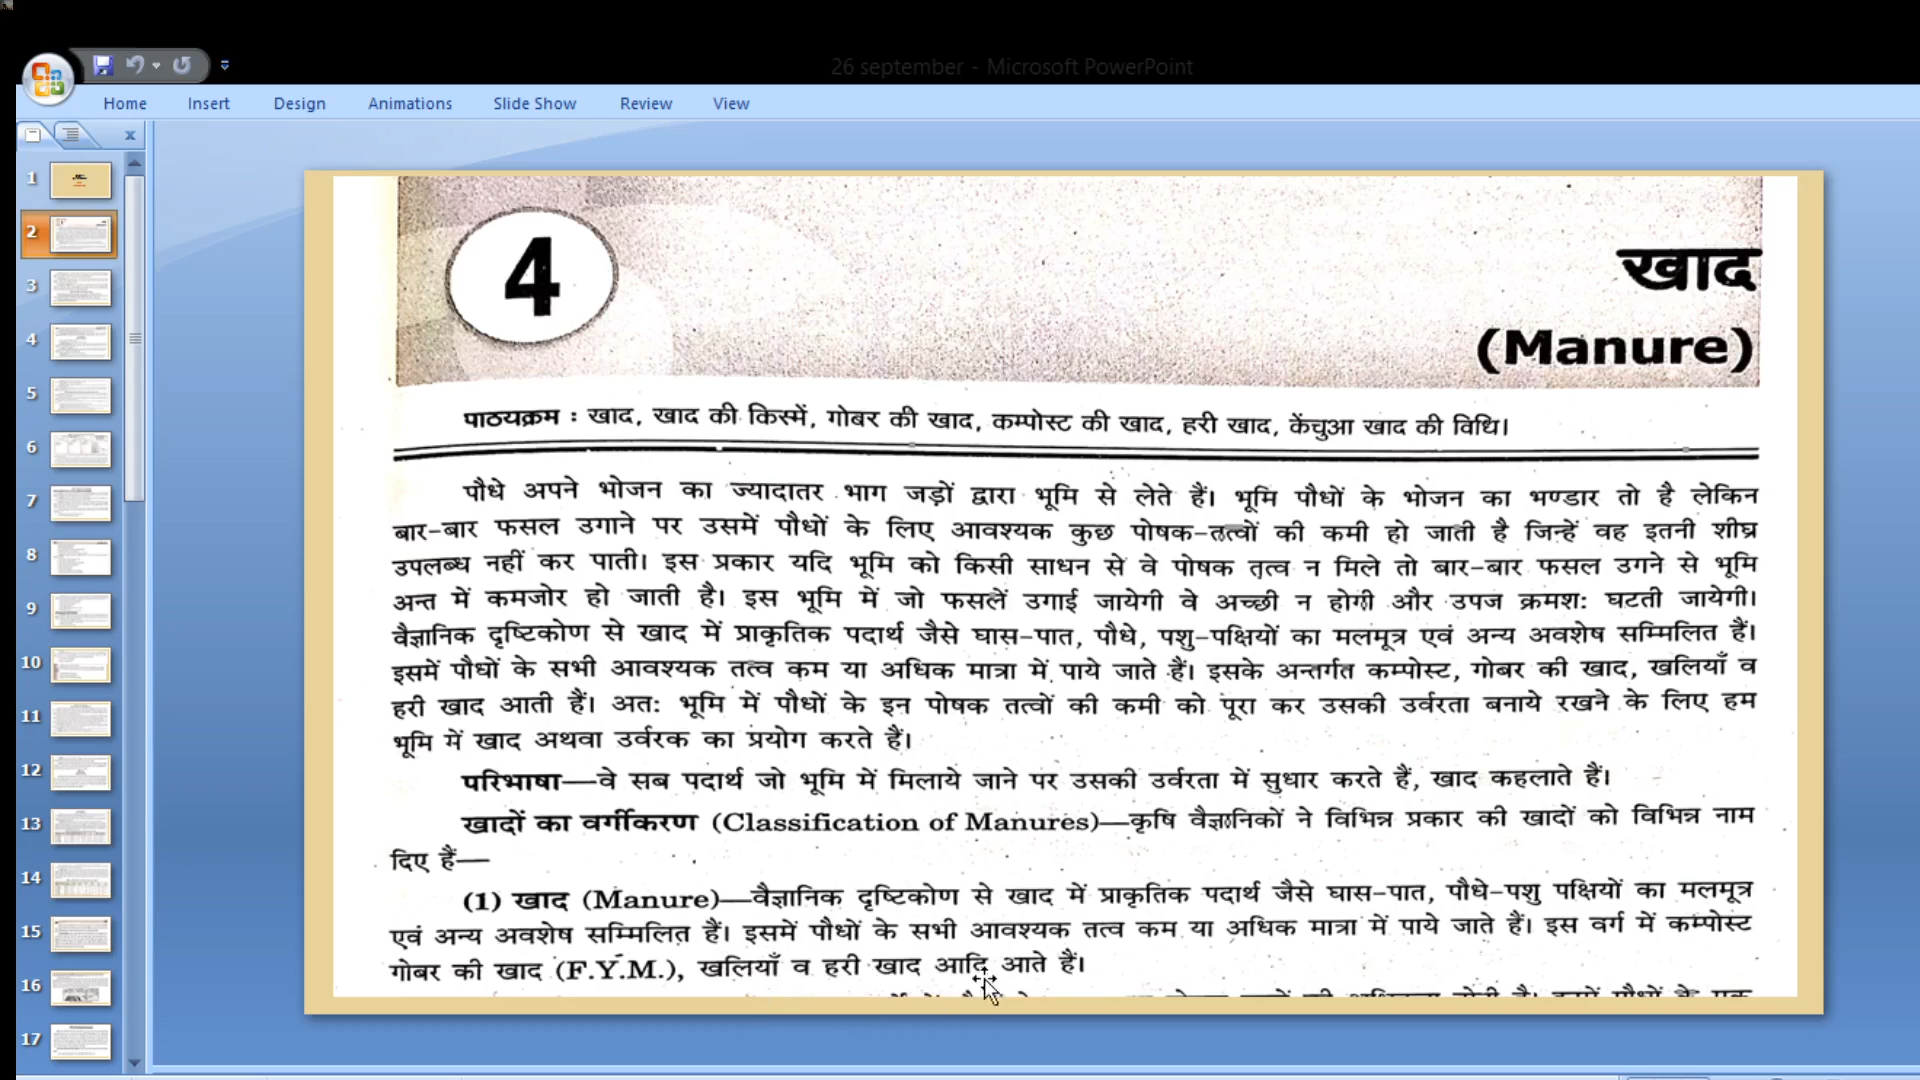 26 september - Microsoft PowerPoint
Home Insert Design Animations Slide Show Review View
1
2
3
4
5
6
7
8
9
10
11
12
13
14
15
16
17
4
खाद
(Manure)
पाठ्यक्रम : खाद, खाद की किस्में, गोबर की खाद, कम्पोस्ट की खाद, हरी खाद, केंचुआ खाद की विधि।
पौधे अपने भोजन का ज्यादातर भाग जड़ों द्वारा भूमि से लेते हैं। भूमि पौधों के भोजन का भण्डार तो है लेकिन
बार-बार फसल उगाने पर उसमें पौधों के लिए आवश्यक कुछ पोषक-तत्वों की कमी हो जाती है जिन्हें वह इतनी शीघ्र
उपलब्ध नहीं कर पाती। इस प्रकार यदि भूमि को किसी साधन से वे पोषक तत्व न मिले तो बार-बार फसल उगने से भूमि
अन्त में कमजोर हो जाती है। इस भूमि में जो फसलें उगाई जायेगी वे अच्छी न होगी और उपज क्रमश: घटती जायेगी।
वैज्ञानिक दृष्टिकोण से खाद में प्राकृतिक पदार्थ जैसे घास-पात, पौधे, पशु-पक्षियों का मलमूत्र एवं अन्य अवशेष सम्मिलित हैं।
इसमें पौधों के सभी आवश्यक तत्व कम या अधिक मात्रा में पाये जाते हैं। इसके अन्तर्गत कम्पोस्ट, गोबर की खाद, खलियाँ व
हरी खाद आती हैं। अत: भूमि में पौधों के इन पोषक तत्वों की कमी को पूरा कर उसकी उर्वरता बनाये रखने के लिए हम
भूमि में खाद अथवा उर्वरक का प्रयोग करते हैं।
परिभाषा—वे सब पदार्थ जो भूमि में मिलाये जाने पर उसकी उर्वरता में सुधार करते हैं, खाद कहलाते हैं।
खादों का वर्गीकरण (Classification of Manures)—कृषि वैज्ञानिकों ने विभिन्न प्रकार की खादों को विभिन्न नाम
दिए हैं—
(1) खाद (Manure)—वैज्ञानिक दृष्टिकोण से खाद में प्राकृतिक पदार्थ जैसे घास-पात, पौधे-पशु पक्षियों का मलमूत्र
एवं अन्य अवशेष सम्मिलित हैं। इसमें पौधों के सभी आवश्यक तत्व कम या अधिक मात्रा में पाये जाते हैं। इस वर्ग में कम्पोस्ट
गोबर की खाद (F.Y.M.), खलियाँ व हरी खाद आदि आते हैं।